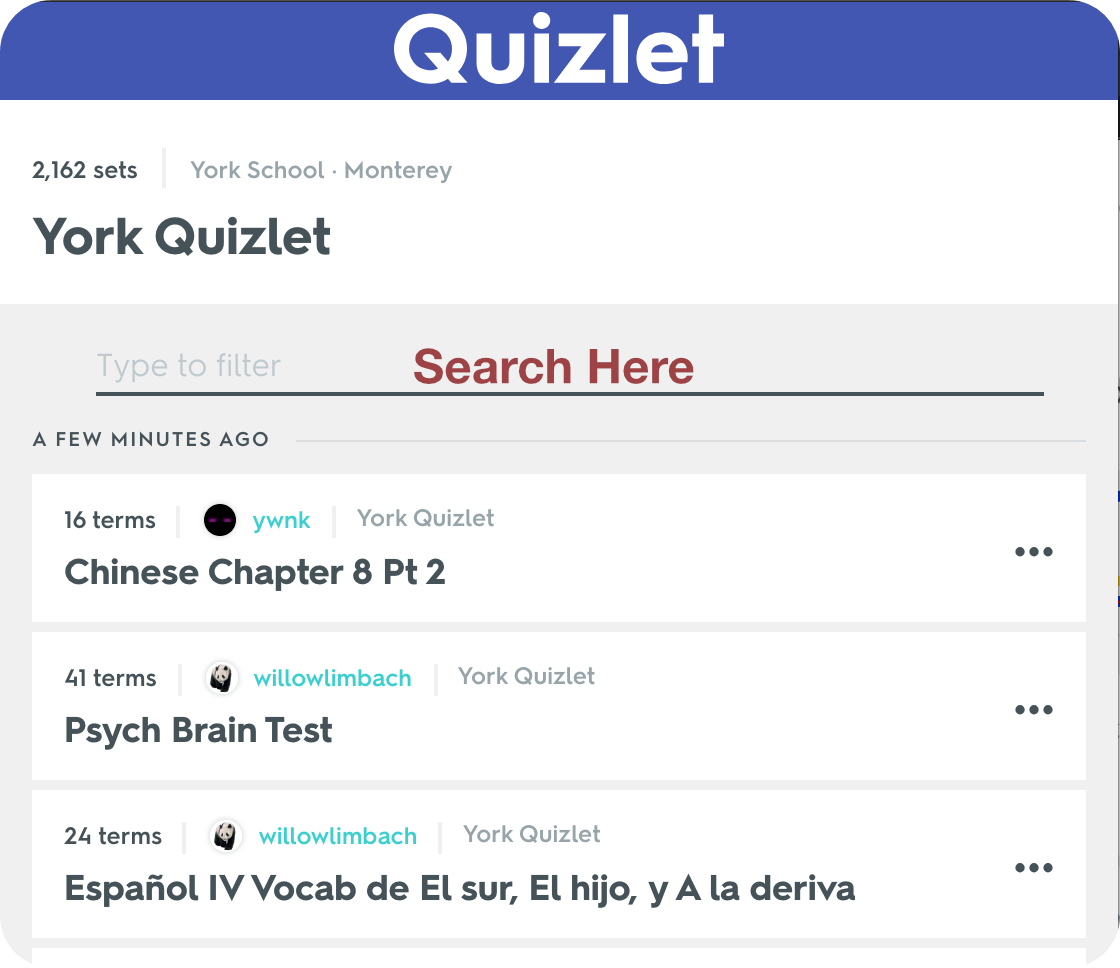 Quizlet
2,162 sets York School · Monterey
York Quizlet
Type to filter Search Here
A FEW MINUTES AGO
16 terms ywnk York Quizlet
Chinese Chapter 8 Pt 2
41 terms willowlimbach York Quizlet
Psych Brain Test
24 terms willowlimbach York Quizlet
Español IV Vocab de El sur, El hijo, y A la deriva